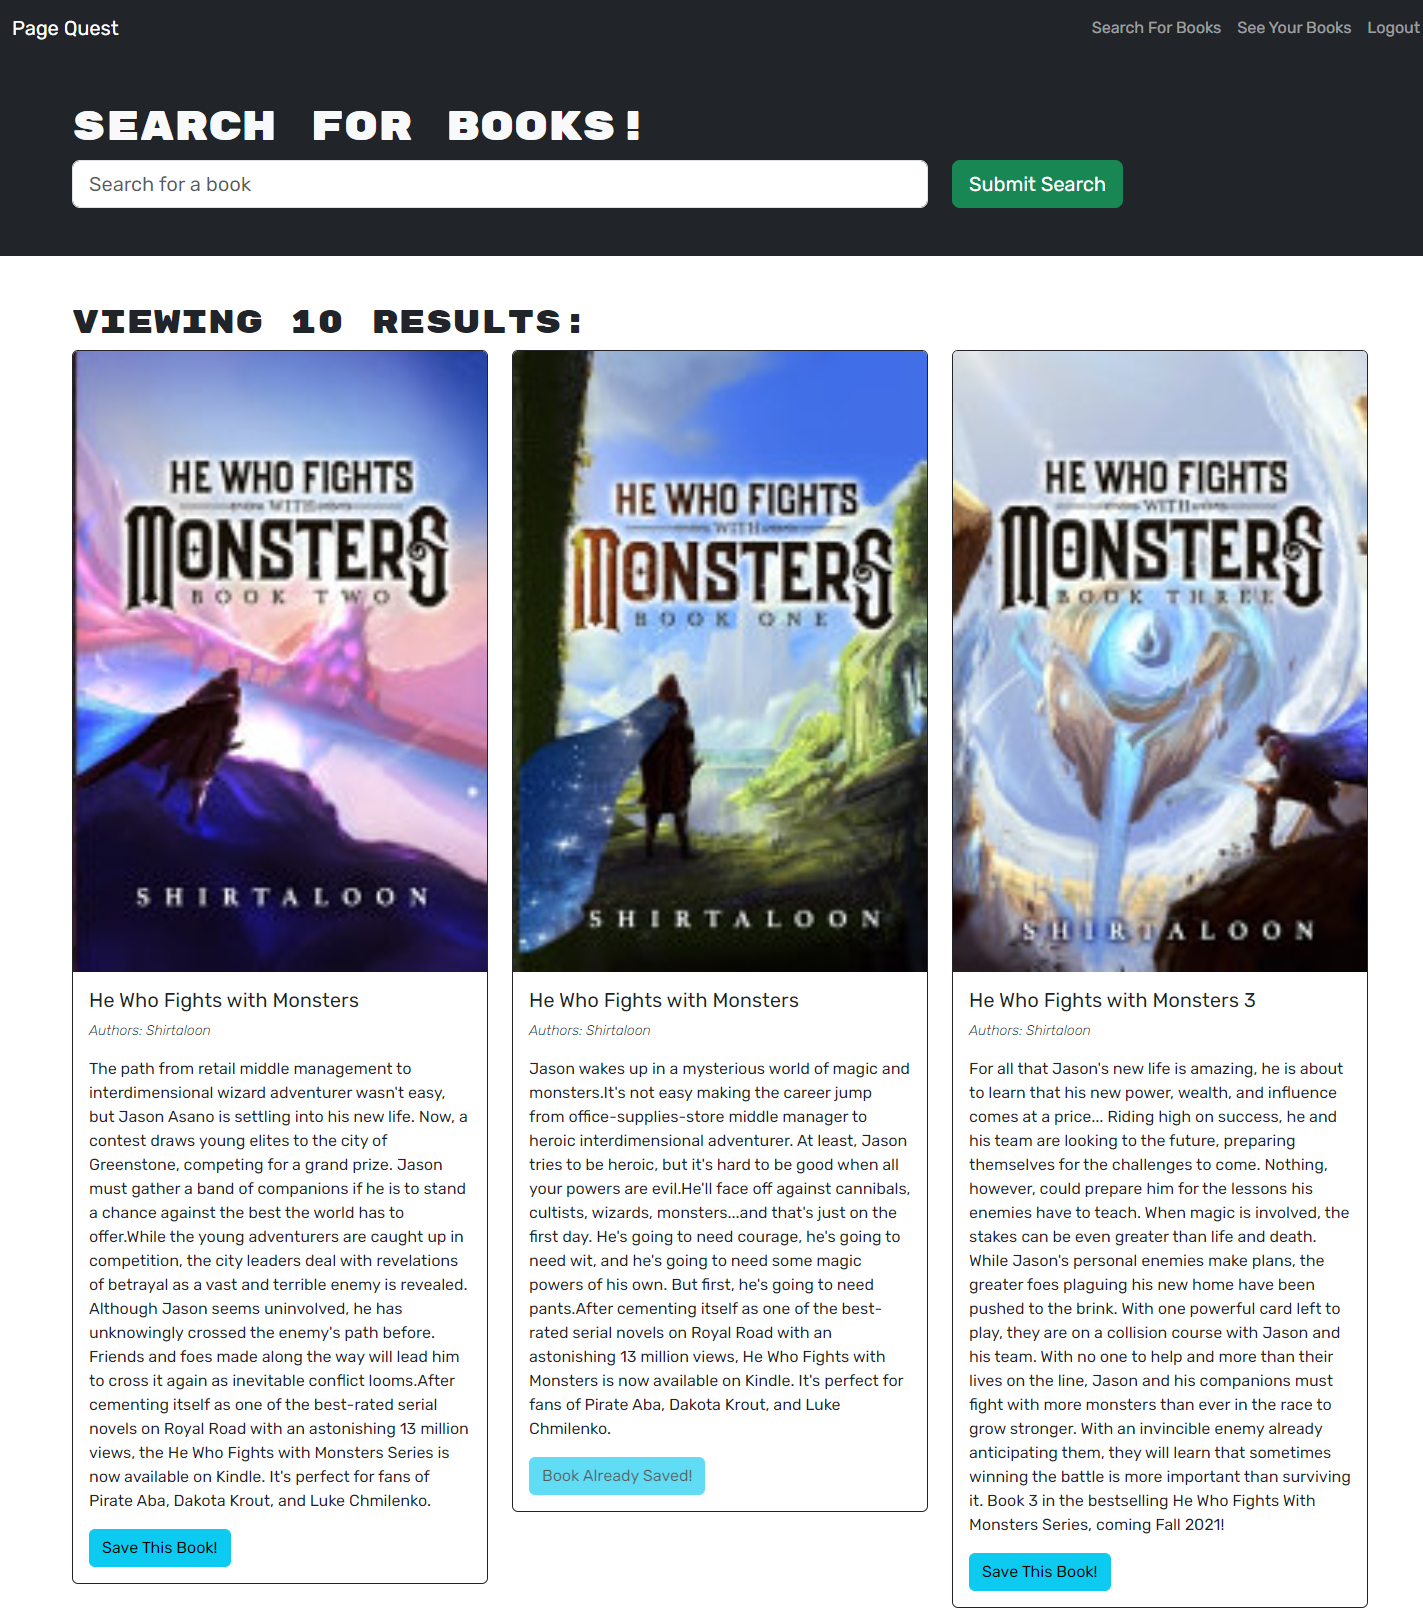 Page Quest
Search For Books
See Your Books
Logout
SEARCH FOR BOOKS!
Search for a book
Submit Search
VIEWING 10 RESULTS:
HE WHO FIGHTS
WITH
MONSTERS
BOOK TWO
SHIRTALOON
He Who Fights with Monsters
Authors: Shirtaloon
The path from retail middle management to
interdimensional wizard adventurer wasn't easy,
but Jason Asano is settling into his new life. Now, a
contest draws young elites to the city of
Greenstone, competing for a grand prize. Jason
must gather a band of companions if he is to stand
a chance against the best the world has to
offer.While the young adventurers are caught up in
competition, the city leaders deal with revelations
of betrayal as a vast and terrible enemy is revealed.
Although Jason seems uninvolved, he has
unknowingly crossed the enemy's path before.
Friends and foes made along the way will lead him
to cross it again as inevitable conflict looms.After
cementing itself as one of the best-rated serial
novels on Royal Road with an astonishing 13 million
views, the He Who Fights with Monsters Series is
now available on Kindle. It's perfect for fans of
Pirate Aba, Dakota Krout, and Luke Chmilenko.
Save This Book!
HE WHO FIGHTS
WITH
MONSTERS
BOOK ONE
SHIRTALOON
He Who Fights with Monsters
Authors: Shirtaloon
Jason wakes up in a mysterious world of magic and
monsters.It's not easy making the career jump
from office-supplies-store middle manager to
heroic interdimensional adventurer. At least, Jason
tries to be heroic, but it's hard to be good when all
your powers are evil.He'll face off against cannibals,
cultists, wizards, monsters...and that's just on the
first day. He's going to need courage, he's going to
need wit, and he's going to need some magic
powers of his own. But first, he's going to need
pants.After cementing itself as one of the best-
rated serial novels on Royal Road with an
astonishing 13 million views, He Who Fights with
Monsters is now available on Kindle. It's perfect for
fans of Pirate Aba, Dakota Krout, and Luke
Chmilenko.
Book Already Saved!
HE WHO FIGHTS
WITH
MONSTERS
BOOK THREE
SHIRTALOON
He Who Fights with Monsters 3
Authors: Shirtaloon
For all that Jason's new life is amazing, he is about
to learn that his new power, wealth, and influence
comes at a price... Riding high on success, he and
his team are looking to the future, preparing
themselves for the challenges to come. Nothing,
however, could prepare him for the lessons his
enemies have to teach. When magic is involved, the
stakes can be even greater than life and death.
While Jason's personal enemies make plans, the
greater foes plaguing his new home have been
pushed to the brink. With one powerful card left to
play, they are on a collision course with Jason and
his team. With no one to help and more than their
lives on the line, Jason and his companions must
fight with more monsters than ever in the race to
grow stronger. With an invincible enemy already
anticipating them, they will learn that sometimes
winning the battle is more important than surviving
it. Book 3 in the bestselling He Who Fights With
Monsters Series, coming Fall 2021!
Save This Book!